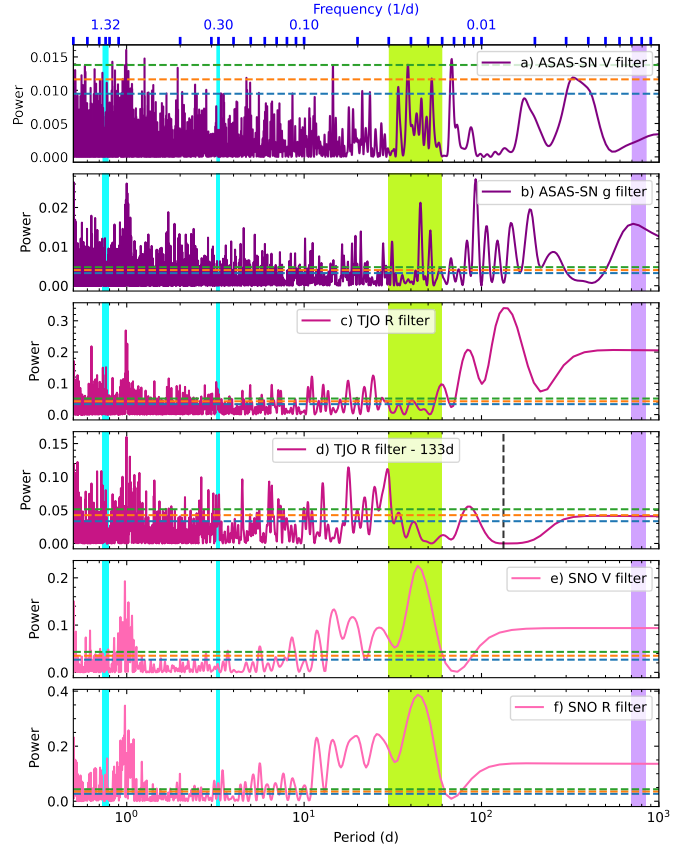 Frequency (1/d)
1.32 0.30 0.10 0.01
0.015
0.010
0.005
0.000
Power
a) ASAS-SN V filter
0.02
0.01
0.00
Power
b) ASAS-SN g filter
0.3
0.2
0.1
0.0
Power
c) TJO R filter
0.15
0.10
0.05
0.00
Power
d) TJO R filter - 133d
0.2
0.1
0.0
Power
e) SNO V filter
0.4
0.2
0.0
Power
f) SNO R filter
10⁰ 10¹ 10² 10³
Period (d)